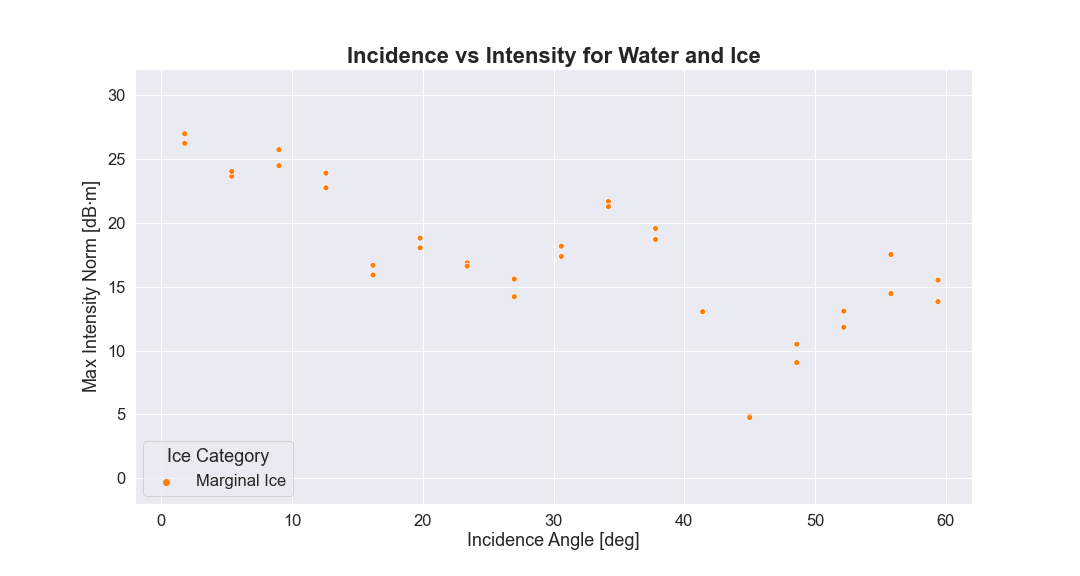 Incidence vs Intensity for Water and Ice
Max Intensity Norm [dB·m]
30
25
20
15
10
5
0
Ice Category
Marginal Ice
0 10 20 30 40 50 60
Incidence Angle [deg]